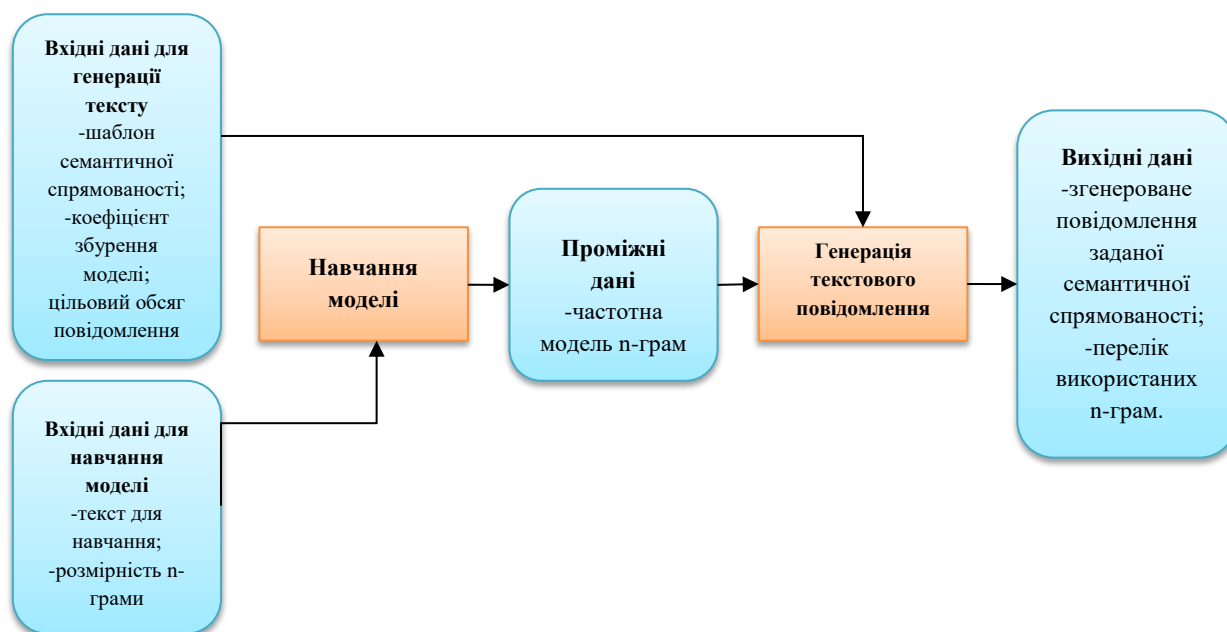 Вхідні дані для
генерації
тексту
-шаблон
семантичної
спрямованості;
-коефіцієнт
збурення
моделі;
цільовий обсяг
повідомлення
Вхідні дані для
навчання
моделі
-текст для
навчання;
-розмірність n-
грами
Навчання
моделі
Проміжні
дані
-частотна
модель n-грам
Генерація
текстового
повідомлення
Вихідні дані
-згенероване
повідомлення
заданої
семантичної
спрямованості;
-перелік
використаних
n-грам.